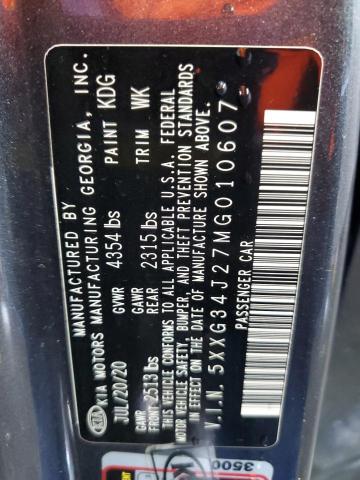 MANUFACTURED BY
KIA KIA MOTORS MANUFACTURING GEORGIA, INC.
JUL/20/20 GVWR 4354 lbs PAINT KDG
GAWR FRONT 2313 lbs GAWR REAR 2315 lbs TRIM WK
THIS VEHICLE CONFORMS TO ALL APPLICABLE U.S.A. FEDERAL
MOTOR VEHICLE SAFETY, BUMPER, AND THEFT PREVENTION STANDARDS
IN EFFECT ON THE DATE OF MANUFACTURE SHOWN ABOVE.
V.I.N. 5XXG34J27MG010607
PASSENGER CAR
3500